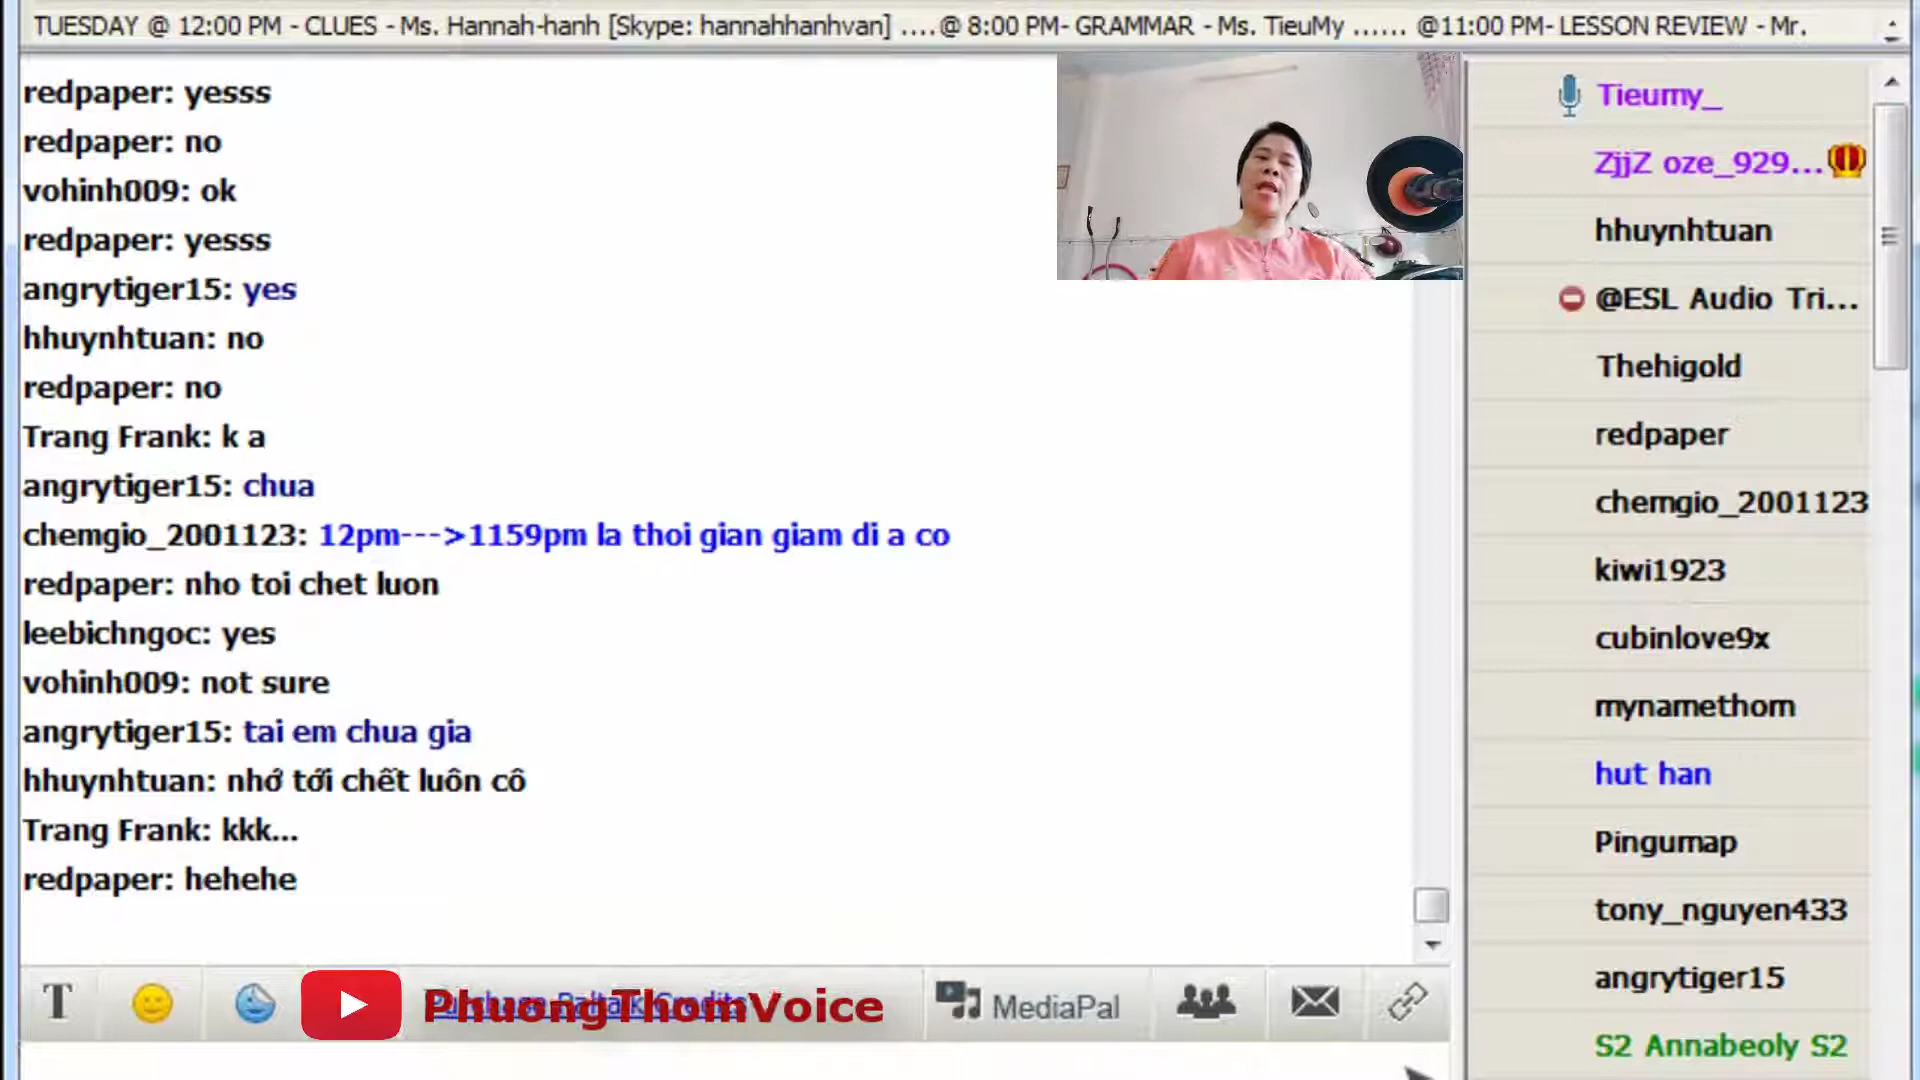 TUESDAY @ 12:00 PM - CLUES - Ms. Hannah-hanh [Skype: hannahhanhvan] ....@ 8:00 PM- GRAMMAR - Ms. TieuMy ...... @11:00 PM- LESSON REVIEW - Mr.
redpaper: yesss
redpaper: no
vohinh009: ok
redpaper: yesss
angrytiger15: yes
hhuynhtuan: no
redpaper: no
Trang Frank: k a
angrytiger15: chua
chemgio_2001123: 12pm--->1159pm la thoi gian giam di a co
redpaper: nho toi chet luon
leebichngoc: yes
vohinh009: not sure
angrytiger15: tai em chua gia
hhuynhtuan: nhớ tới chết luôn cô
Trang Frank: kkk...
redpaper: hehehe
Tieumy_
ZjjZ oze_929...
hhuynhtuan
@ESL Audio Tri...
Thehigold
redpaper
chemgio_2001123
kiwi1923
cubinlove9x
mynamethom
hut han
Pingumap
tony_nguyen433
angrytiger15
S2 Annabeoly S2
T
Purchase Paltalk Credits
PhuongThomVoice
MediaPal